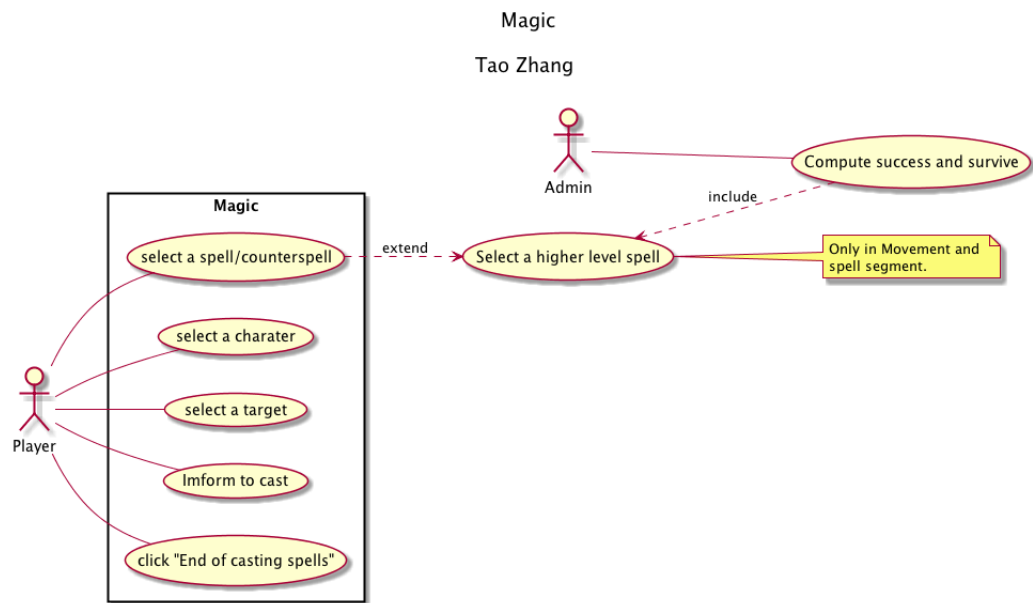 Magic
Tao Zhang
Admin
Compute success and survive
include
Magic
select a spell/counterspell
extend
Select a higher level spell
Only in Movement and
spell segment.
select a charater
select a target
Player
Imform to cast
click "End of casting spells"